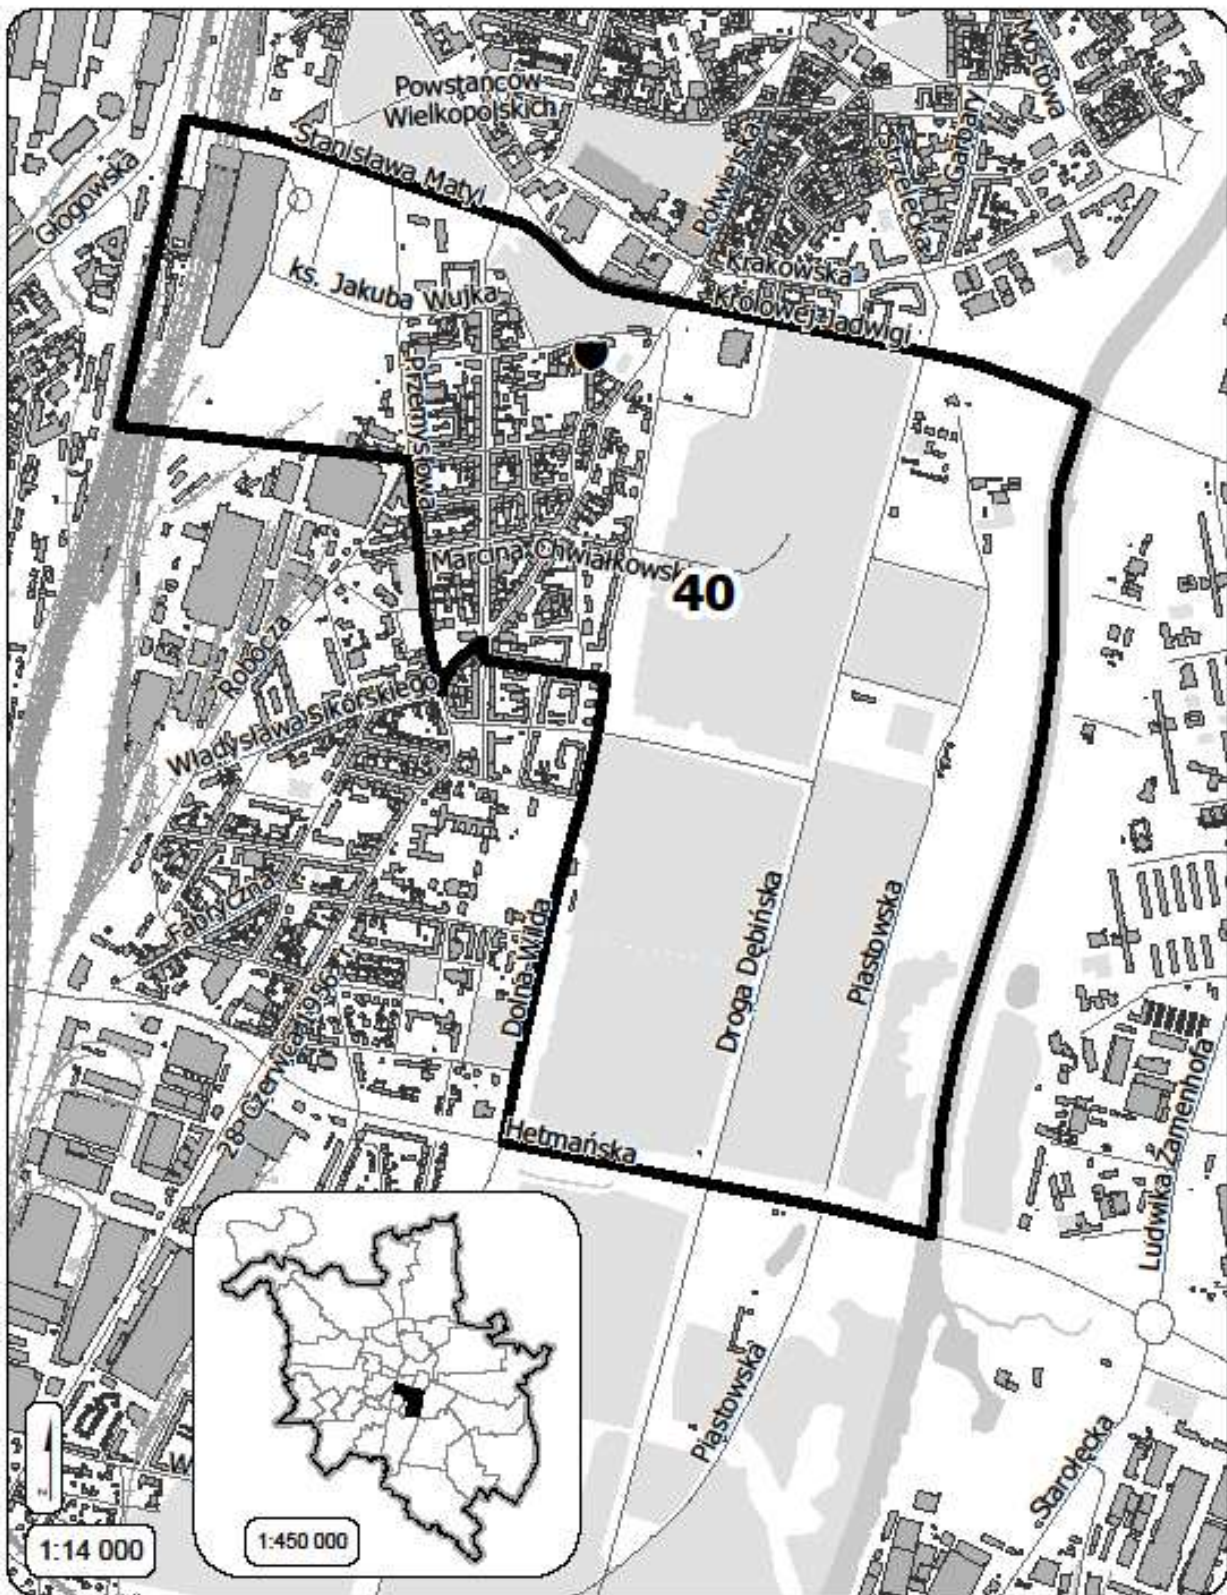 Mostowa
Powstańców
Wielkopolskich
Garbary
Stanisława Matyi
Półwiejska
Strzelecka
Głogowska
Krakowska
ks. Jakuba Wujka
Królowej Jadwigi
Przemysłowa
Marcina Chwiałkowskiego
40
Robocza
Władysława Sikorskiego
Fabryczna
Dolna Wilda
Droga Dębińska
Piastowska
28 Czerwca 1956 r.
Hetmańska
Ludwika Zamenhofa
Piastowska
Starołęcka
W
N
1:14 000
1:450 000